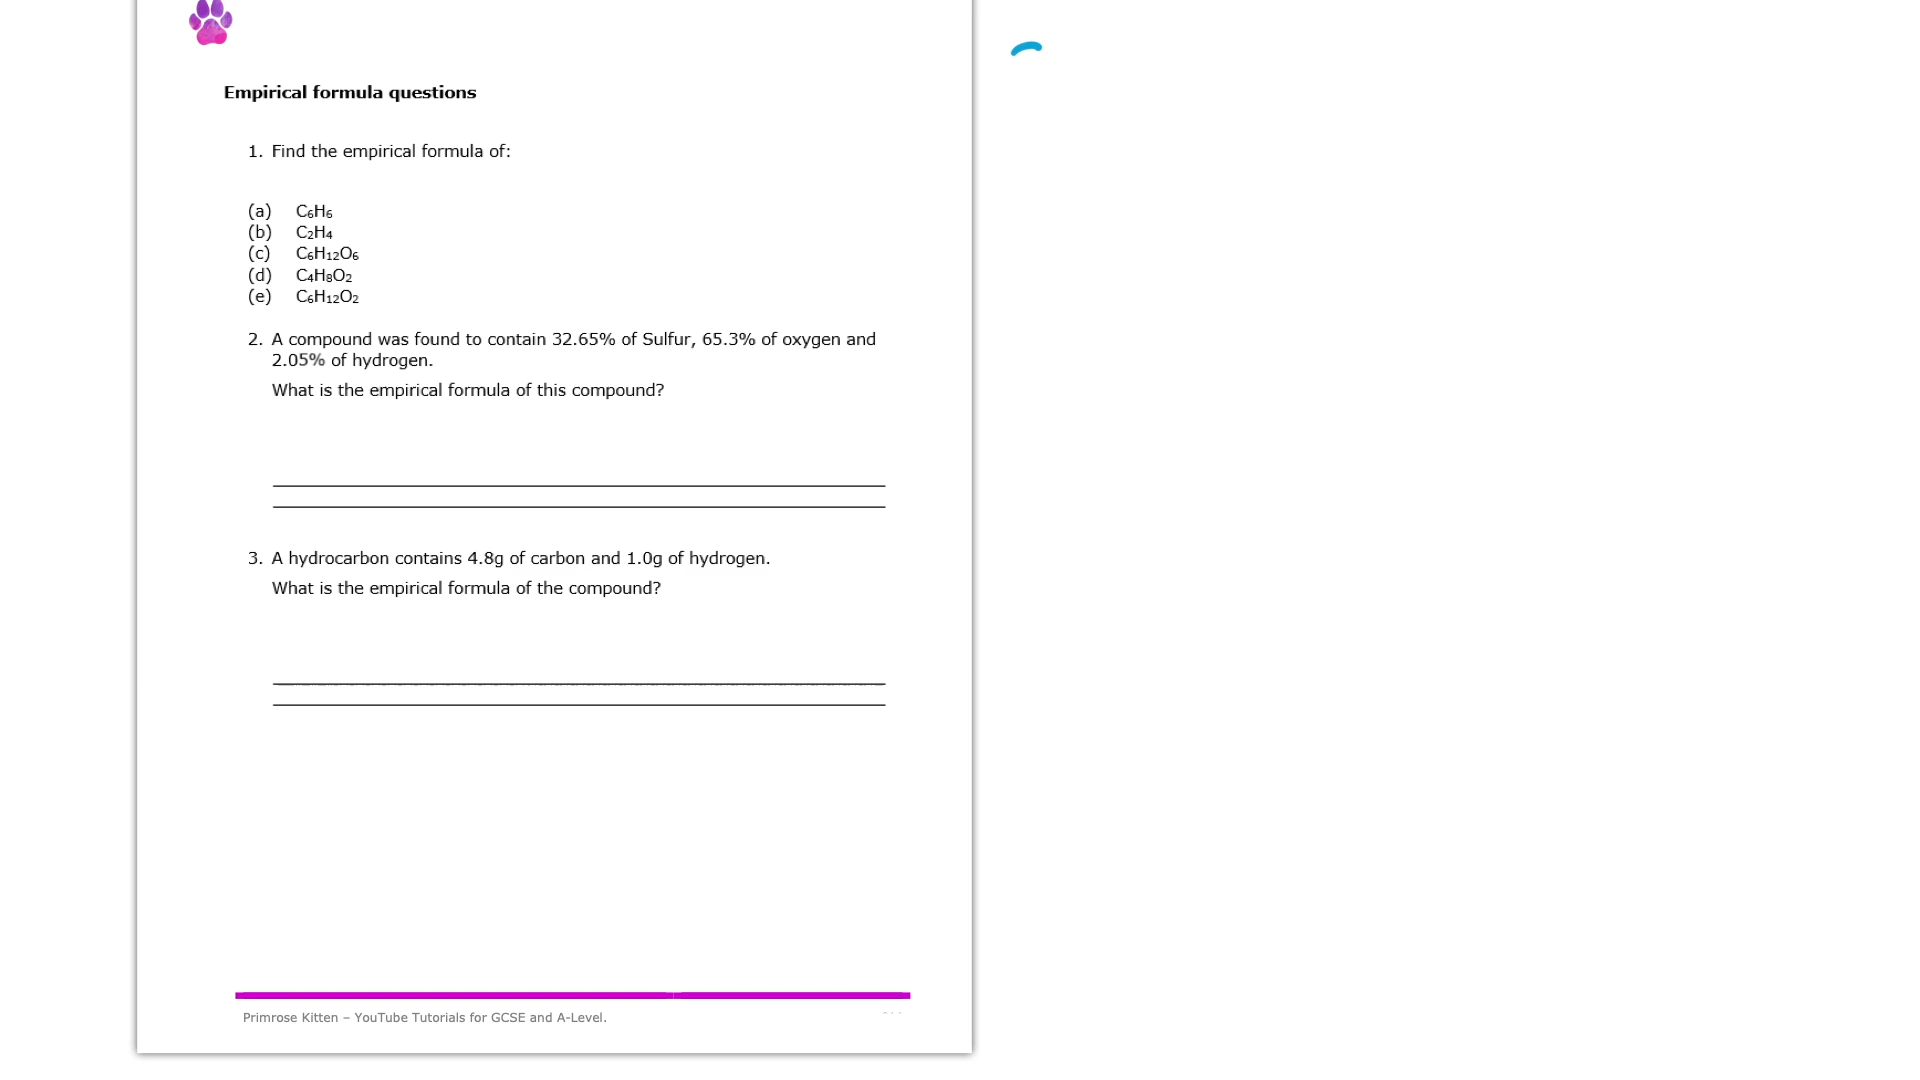 Empirical formula questions
1. Find the empirical formula of:
(a) C₆H₆
(b) C₂H₄
(c) C₆H₁₂O₆
(d) C₄H₈O₂
(e) C₆H₁₂O₂
2. A compound was found to contain 32.65% of Sulfur, 65.3% of oxygen and
2.05% of hydrogen.
What is the empirical formula of this compound?
3. A hydrocarbon contains 4.8g of carbon and 1.0g of hydrogen.
What is the empirical formula of the compound?
Primrose Kitten – YouTube Tutorials for GCSE and A-Level.